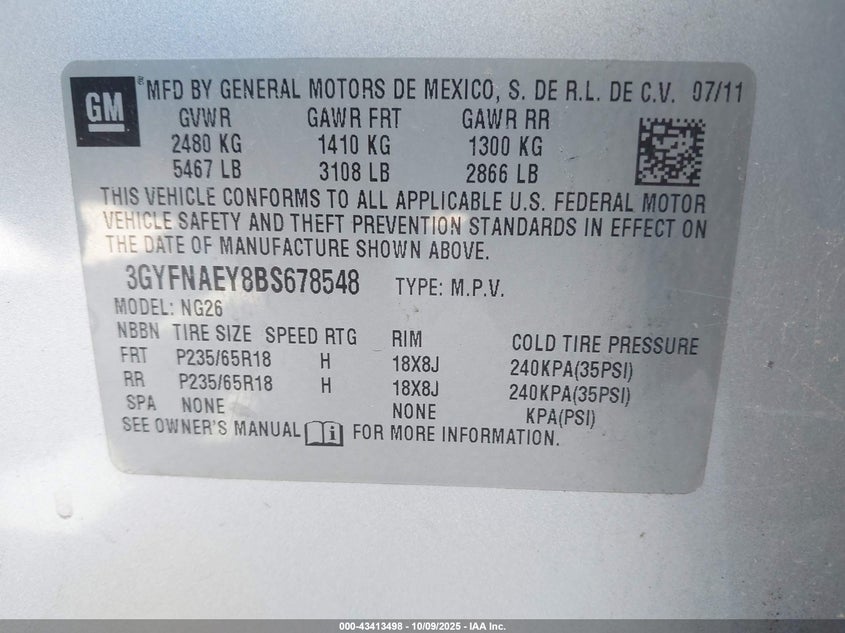 GM ® MFD BY GENERAL MOTORS DE MEXICO, S. DE R.L. DE C.V. 07/11
GVWR GAWR FRT GAWR RR
2480 KG 1410 KG 1300 KG
5467 LB 3108 LB 2866 LB
THIS VEHICLE CONFORMS TO ALL APPLICABLE U.S. FEDERAL MOTOR
VEHICLE SAFETY AND THEFT PREVENTION STANDARDS IN EFFECT ON
THE DATE OF MANUFACTURE SHOWN ABOVE.
3GYFNAEY8BS678548 TYPE: M.P.V.
MODEL: NG26
NBBN TIRE SIZE SPEED RTG RIM COLD TIRE PRESSURE
FRT P235/65R18 H 18X8J 240KPA(35PSI)
RR P235/65R18 H 18X8J 240KPA(35PSI)
SPA NONE NONE KPA(PSI)
SEE OWNER'S MANUAL i FOR MORE INFORMATION.
000-43413498 - 10/09/2025 - IAA Inc.